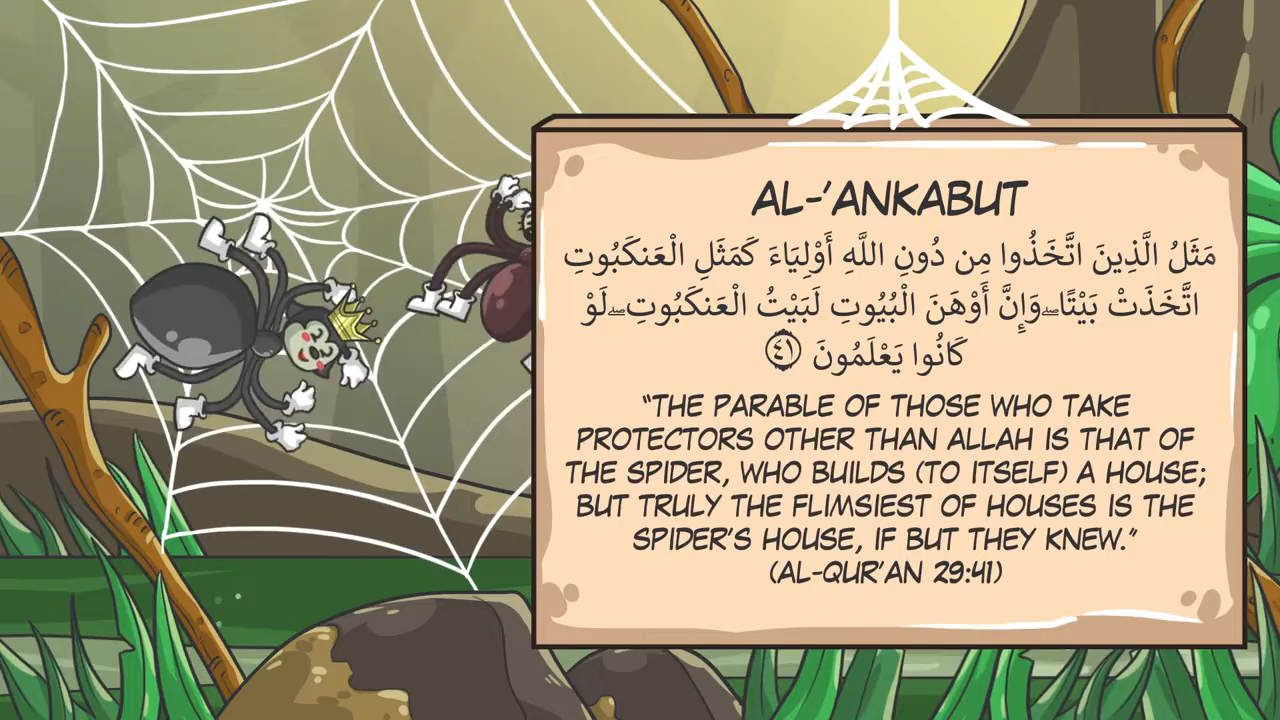 AL-'ANKABUT
مَثَلُ الَّذِينَ اتَّخَذُوا مِن دُونِ اللَّهِ أَوْلِيَاءَ كَمَثَلِ الْعَنكَبُوتِ
اتَّخَذَتْ بَيْتًا ۖ وَإِنَّ أَوْهَنَ الْبُيُوتِ لَبَيْتُ الْعَنكَبُوتِ ۖ لَوْ
كَانُوا يَعْلَمُونَ ﴿٤١﴾
"THE PARABLE OF THOSE WHO TAKE
PROTECTORS OTHER THAN ALLAH IS THAT OF
THE SPIDER, WHO BUILDS (TO ITSELF) A HOUSE;
BUT TRULY THE FLIMSIEST OF HOUSES IS THE
SPIDER'S HOUSE, IF BUT THEY KNEW."
(AL-QUR'AN 29:41)